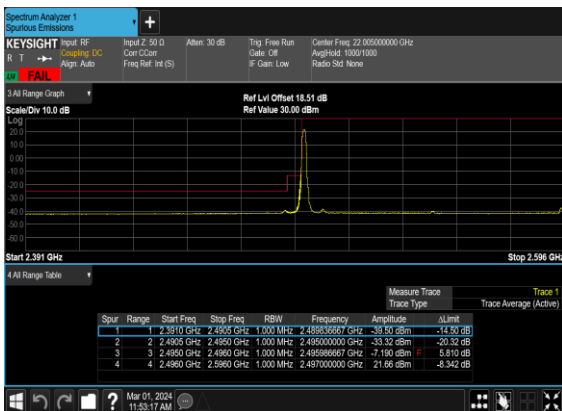 Spectrum Analyzer 1
Spurious Emissions
KEYSIGHT Input: RF Input Z: 50 Ω Atten: 30 dB Trig: Free Run Center Freq: 22.005000000 GHz
R T Coupling: DC Corr CCorr Gate: Off Avg|Hold: 1000/1000
Align: Auto Freq Ref: Int (S) IF Gain: Low Radio Std: None
LV FAIL
3 All Range Graph
Ref Lvl Offset 18.51 dB
Scale/Div 10.0 dB Ref Value 30.00 dBm
Log
20.0
10.0
0.00
-10.0
-20.0
-30.0
-40.0
-50.0
-60.0
Start 2.391 GHz Stop 2.596 GHz
4 All Range Table
Measure Trace Trace 1
Trace Type Trace Average (Active)
Spur Range Start Freq Stop Freq RBW Frequency Amplitude ΔLimit
1 1 2.3910 GHz 2.4905 GHz 1.000 MHz 2.489836667 GHz -39.50 dBm -14.50 dB
2 2 2.4905 GHz 2.4950 GHz 1.000 MHz 2.495000000 GHz -33.32 dBm -20.32 dB
3 3 2.4950 GHz 2.4960 GHz 1.000 MHz 2.495986667 GHz -7.190 dBm F 5.810 dB
4 4 2.4960 GHz 2.5960 GHz 1.000 MHz 2.497000000 GHz 21.66 dBm -8.342 dB
Mar 01, 2024
11:53:17 AM